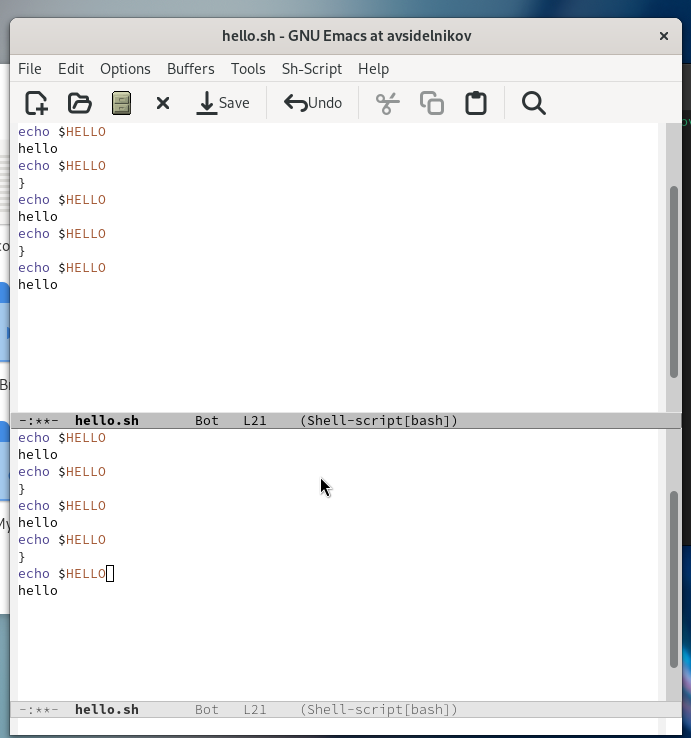 hello.sh - GNU Emacs at avsidelnikov
File Edit Options Buffers Tools Sh-Script Help
Save Undo
echo $HELLO
hello
echo $HELLO
}
echo $HELLO
hello
echo $HELLO
}
echo $HELLO
hello
-:**- hello.sh Bot L21 (Shell-script[bash])
echo $HELLO
hello
echo $HELLO
}
echo $HELLO
hello
echo $HELLO
}
echo $HELLO
hello
-:**- hello.sh Bot L21 (Shell-script[bash])